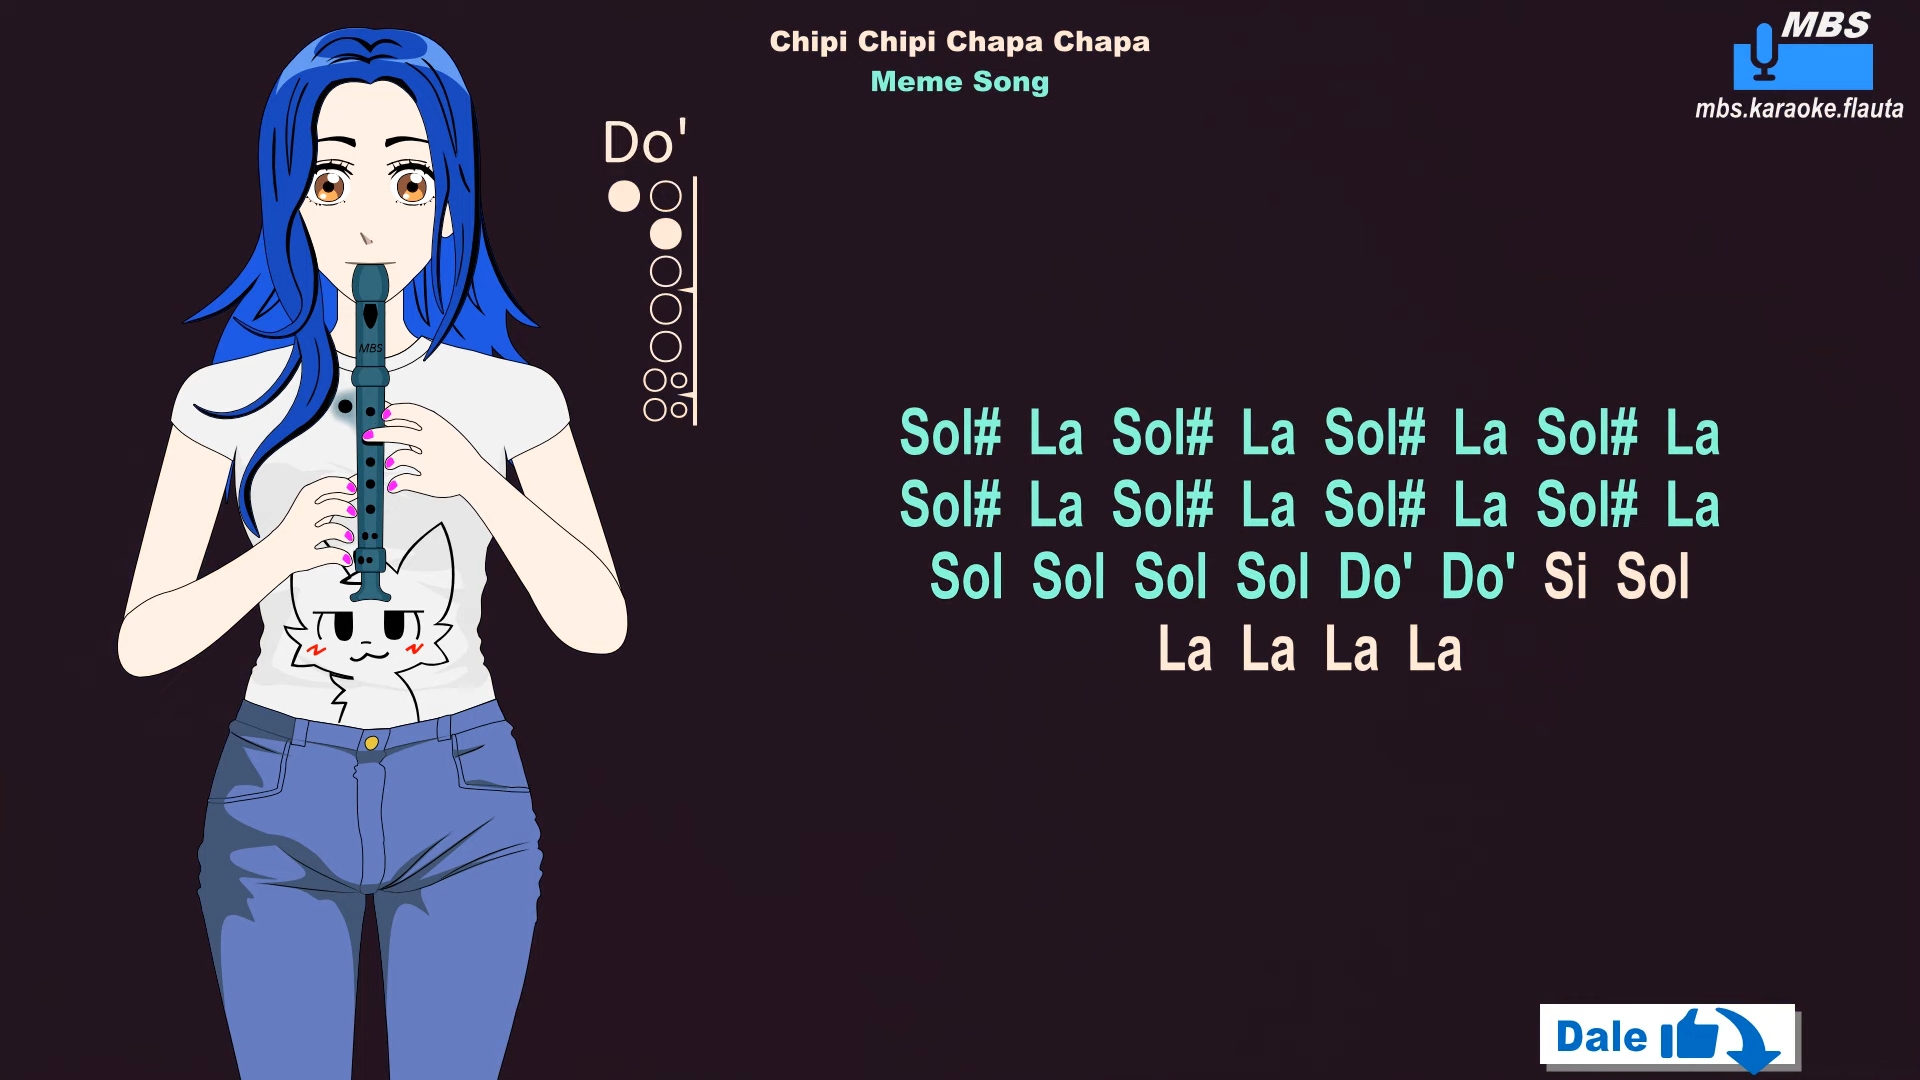 Chipi Chipi Chapa Chapa
Meme Song
MBS
mbs.karaoke.flauta
Do'
MBS
Sol# La Sol# La Sol# La Sol# La
Sol# La Sol# La Sol# La Sol# La
Sol Sol Sol Sol Do' Do' Si Sol
La La La La
Dale